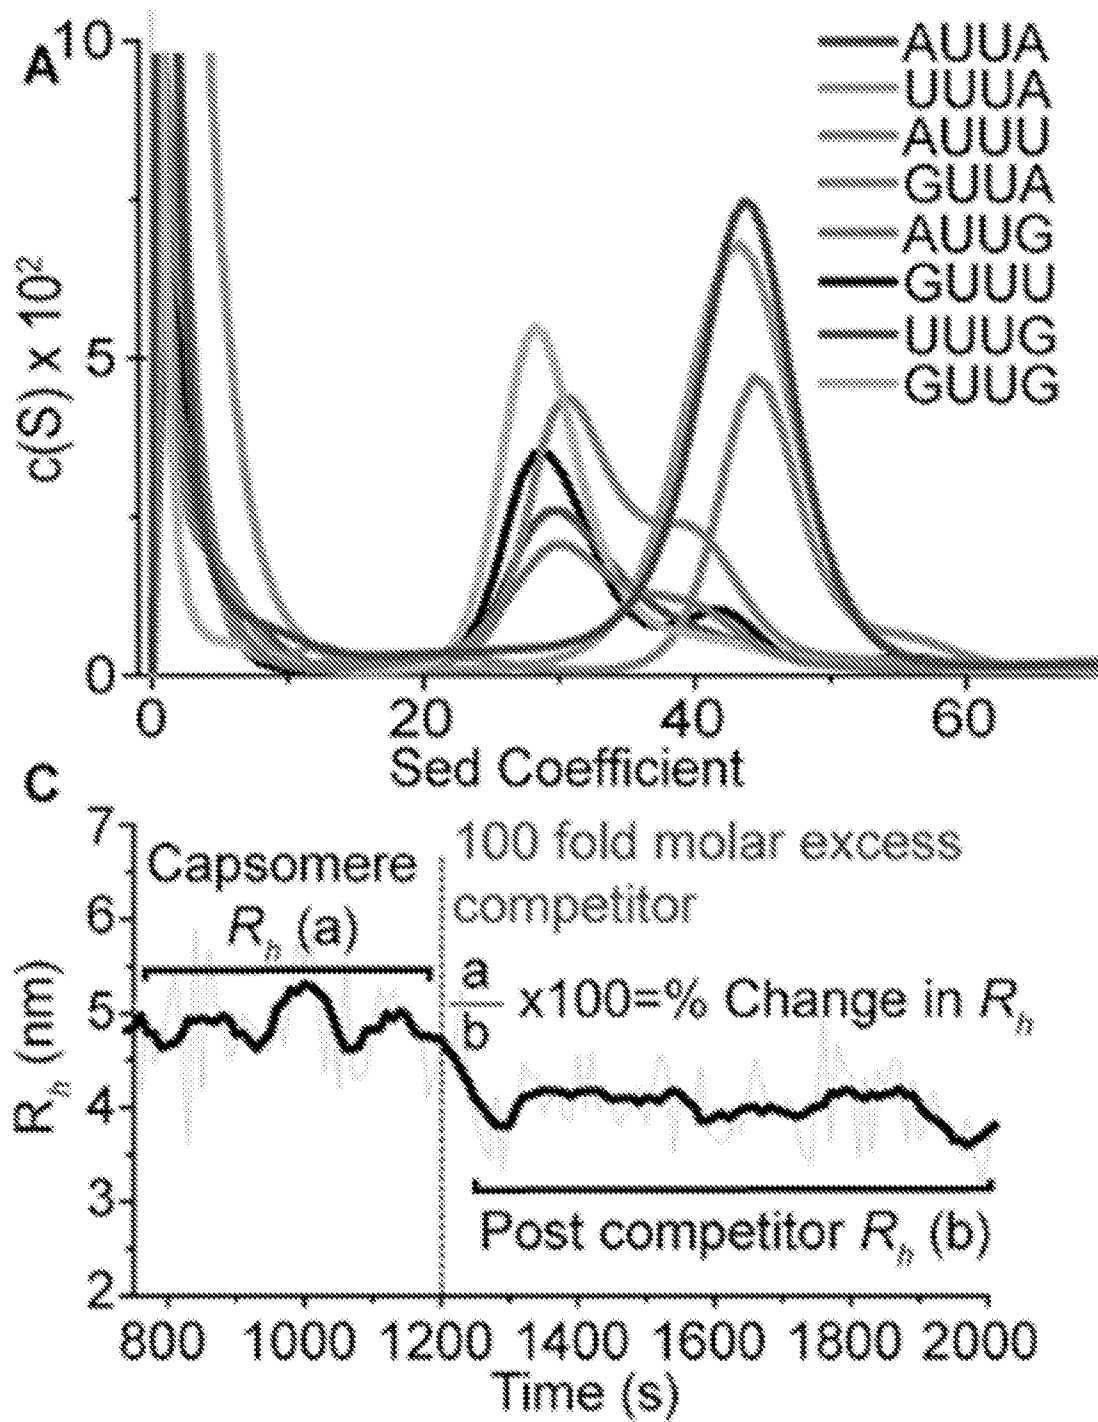 A
10
5
0
c(S) x 10²
0 20 40 60
Sed Coefficient
AUUA
UUUA
AUUU
GUUA
AUUG
GUUU
UUUG
GUUG
C
7
6
5
4
3
2
R_h (nm)
Capsomere
R_h (a)
100 fold molar excess
competitor
a/b x100=% Change in R_h
Post competitor R_h (b)
800 1000 1200 1400 1600 1800 2000
Time (s)